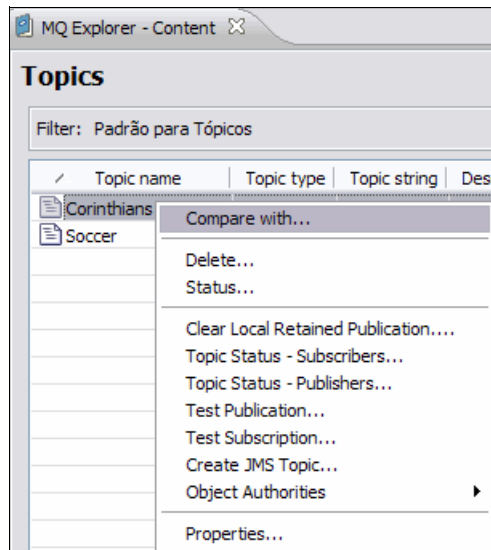 MQ Explorer - Content
Topics
Filter: Padrão para Tópicos
Topic name Topic type Topic string Des
Corinthians
Soccer
Compare with...
Delete...
Status...
Clear Local Retained Publication....
Topic Status - Subscribers...
Topic Status - Publishers...
Test Publication...
Test Subscription...
Create JMS Topic...
Object Authorities
Properties...